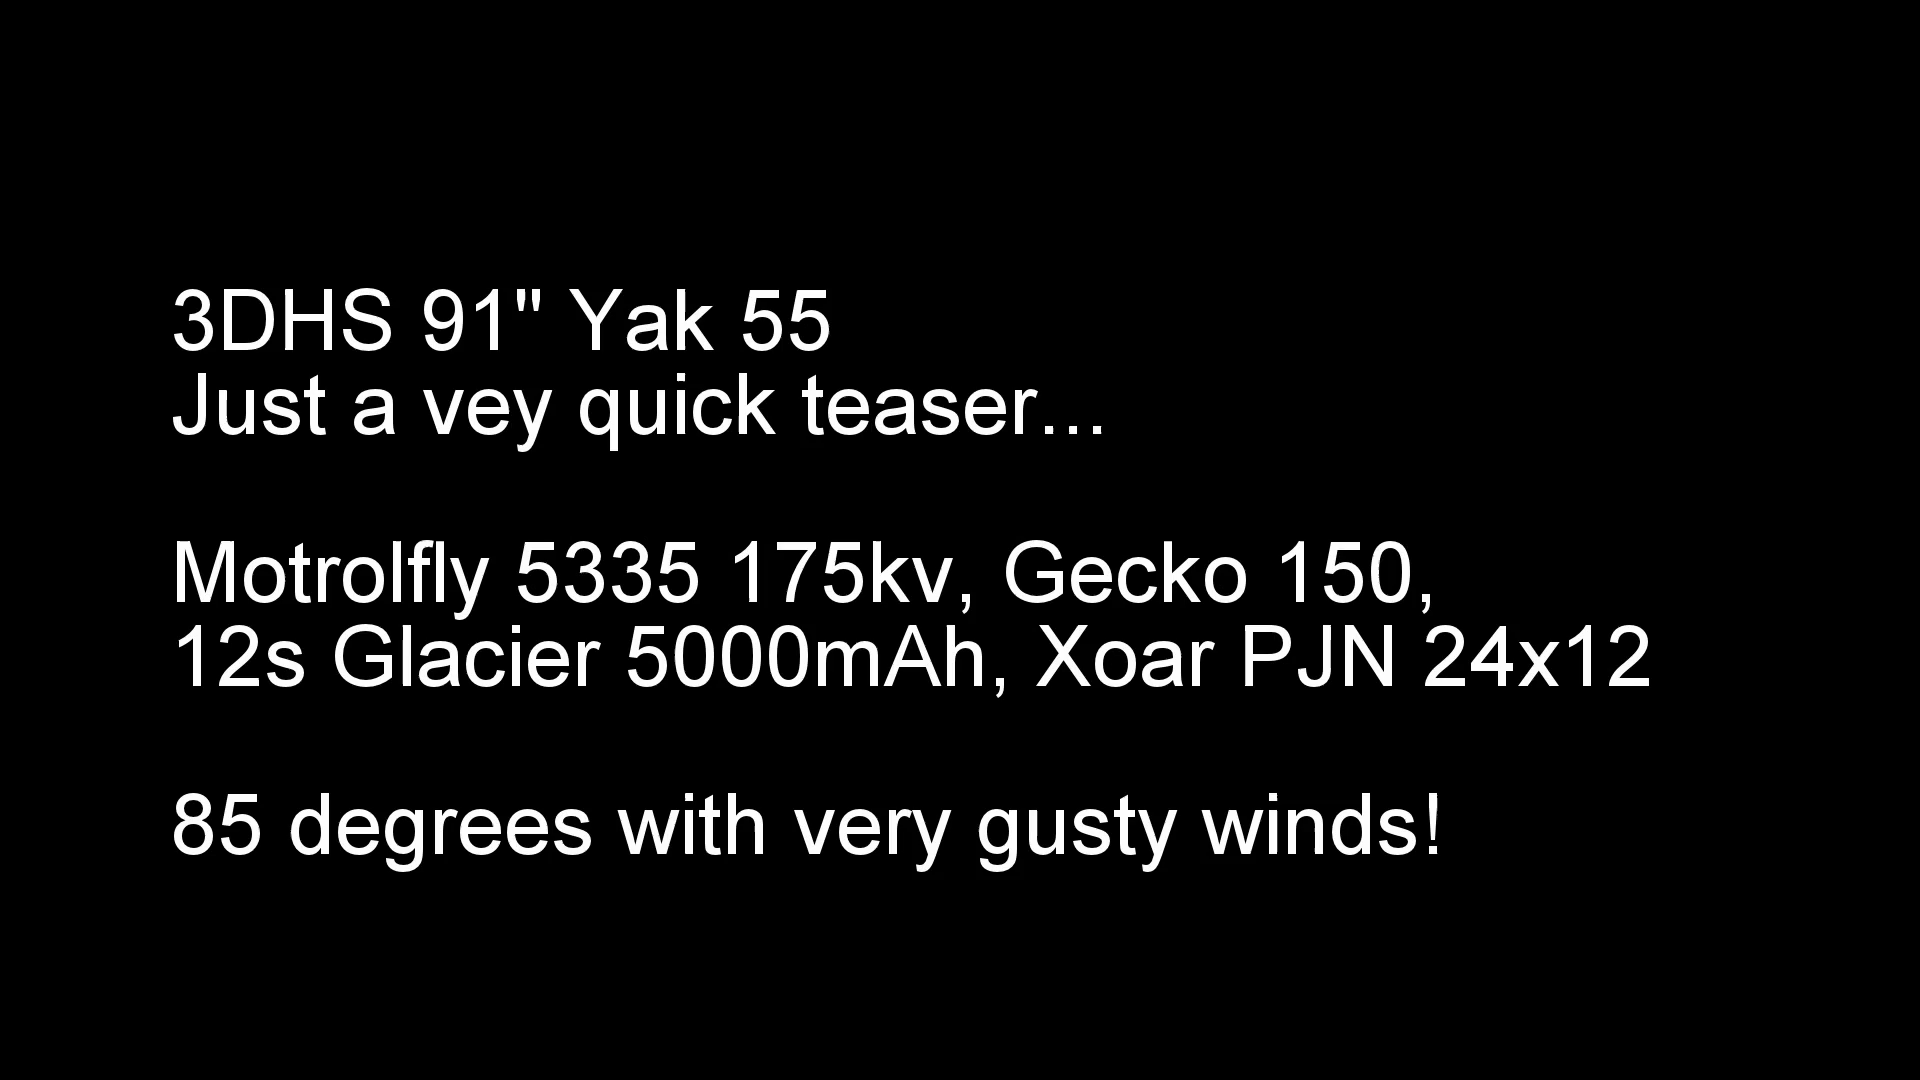 3DHS 91" Yak 55
Just a vey quick teaser...
Motrolfly 5335 175kv, Gecko 150,
12s Glacier 5000mAh, Xoar PJN 24x12
85 degrees with very gusty winds!